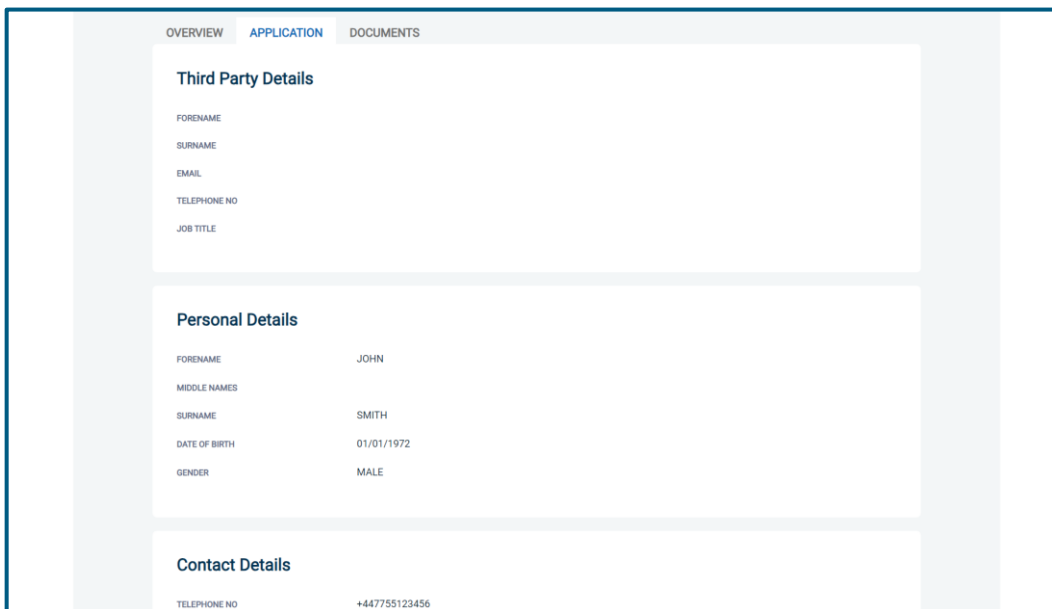 OVERVIEW APPLICATION DOCUMENTS
Third Party Details
FORENAME
SURNAME
EMAIL
TELEPHONE NO
JOB TITLE
Personal Details
FORENAME JOHN
MIDDLE NAMES
SURNAME SMITH
DATE OF BIRTH 01/01/1972
GENDER MALE
Contact Details
TELEPHONE NO +447755123456